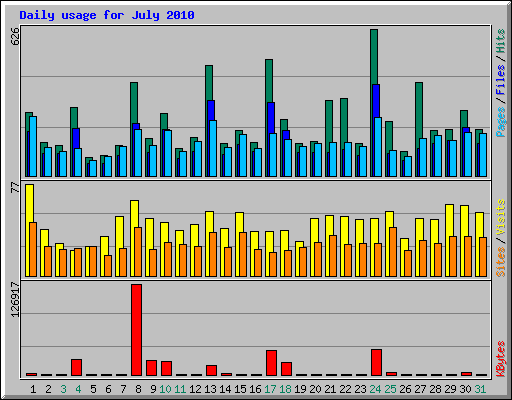 Daily usage for July 2010
626
77
126917
Pages / Files / Hits
Sites / Visits
KBytes
1 2 3 4 5 6 7 8 9 10 11 12 13 14 15 16 17 18 19 20 21 22 23 24 25 26 27 28 29 30 31